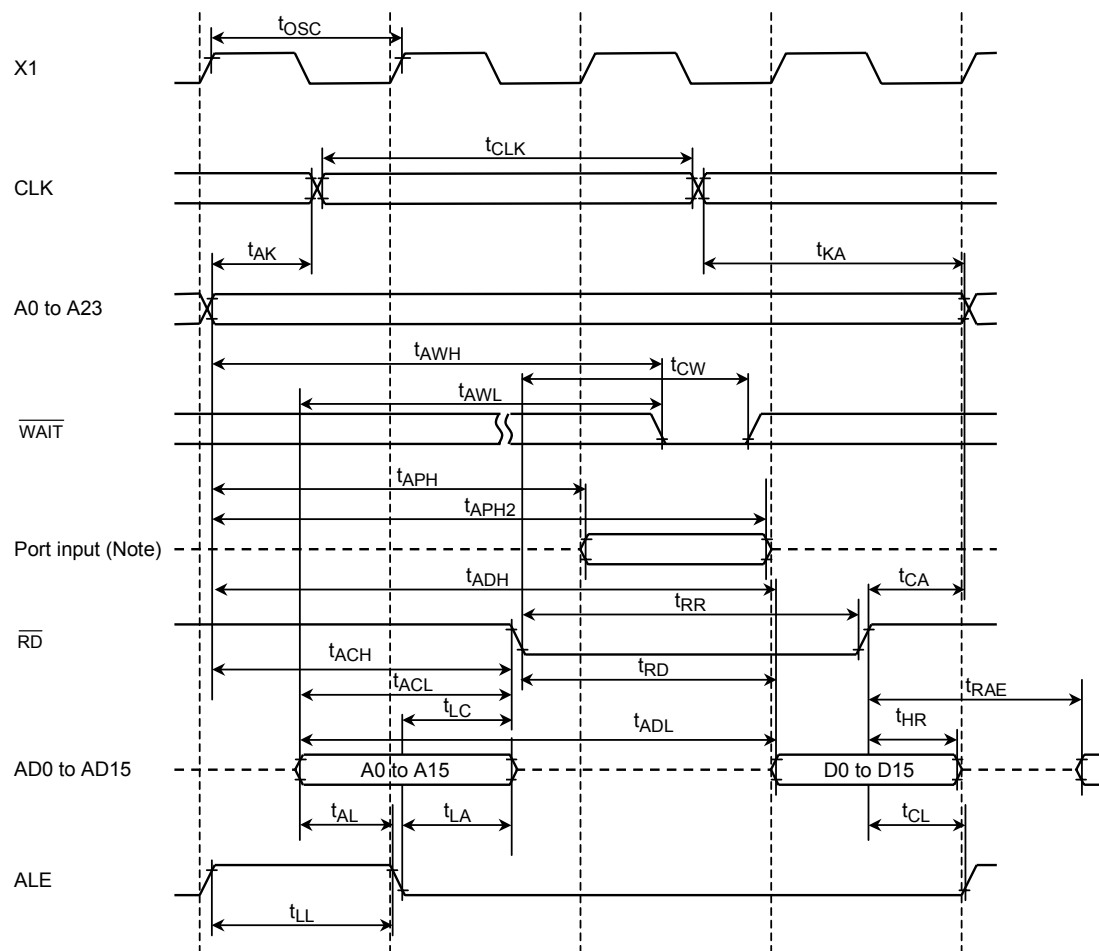 tOSC
X1
tCLK
CLK
tAK
tKA
A0 to A23
tAWH
tCW
tAWL
WAIT
tAPH
tAPH2
Port input (Note)
tADH
tCA
tRR
RD
tACH
tRD
tACL
tRAE
tLC
tHR
tADL
AD0 to AD15
A0 to A15
D0 to D15
tAL
tLA
tCL
ALE
tLL